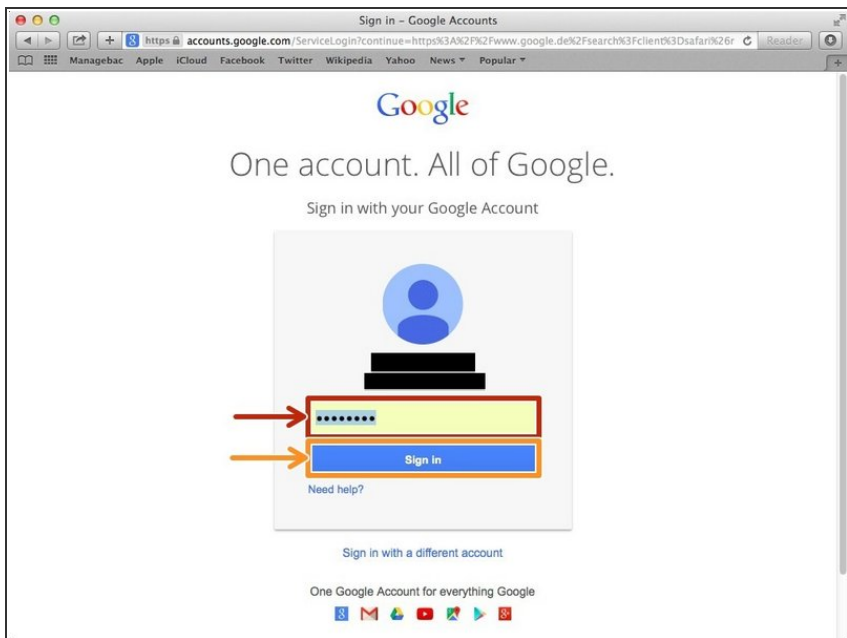 Sign in – Google Accounts
https accounts.google.com/ServiceLogin?continue=https%3A%2F%2Fwww.google.de%2Fsearch%3Fclient%3Dsafari%26r Reader
Managebac Apple iCloud Facebook Twitter Wikipedia Yahoo News Popular
Google
One account. All of Google.
Sign in with your Google Account
Sign in
Need help?
Sign in with a different account
One Google Account for everything Google